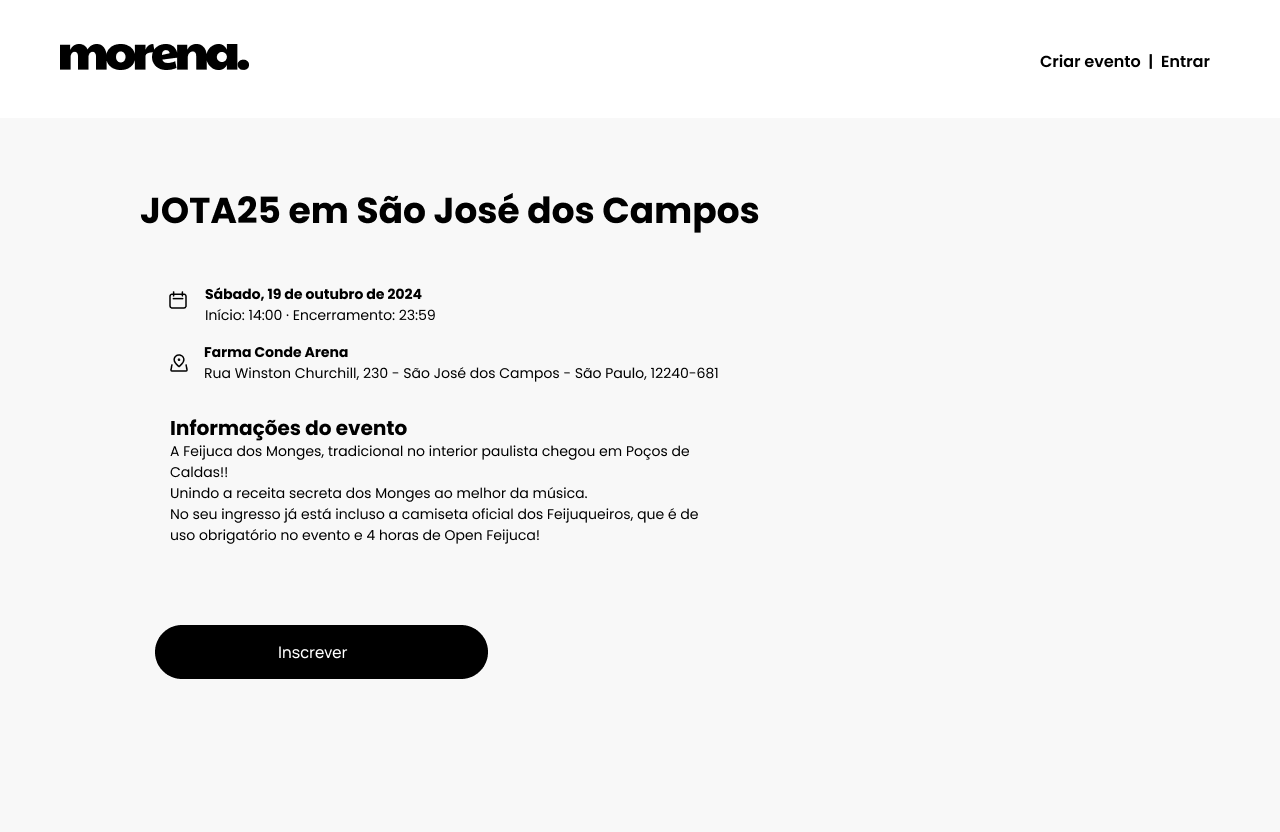 morena.
Criar evento | Entrar
JOTA25 em São José dos Campos
Sábado, 19 de outubro de 2024
Início: 14:00 · Encerramento: 23:59
Farma Conde Arena
Rua Winston Churchill, 230 - São José dos Campos - São Paulo, 12240-681
Informações do evento
A Feijuca dos Monges, tradicional no interior paulista chegou em Poços de
Caldas!!
Unindo a receita secreta dos Monges ao melhor da música.
No seu ingresso já está incluso a camiseta oficial dos Feijuqueiros, que é de
uso obrigatório no evento e 4 horas de Open Feijuca!
Inscrever